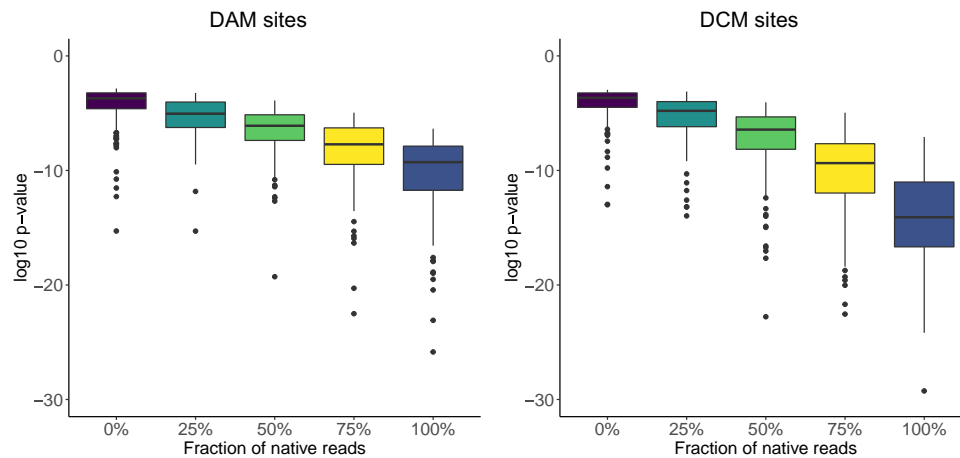 DAM sites
DCM sites
log10 p−value
0
−10
−20
−30
0% 25% 50% 75% 100%
Fraction of native reads
log10 p−value
0
−10
−20
−30
0% 25% 50% 75% 100%
Fraction of native reads